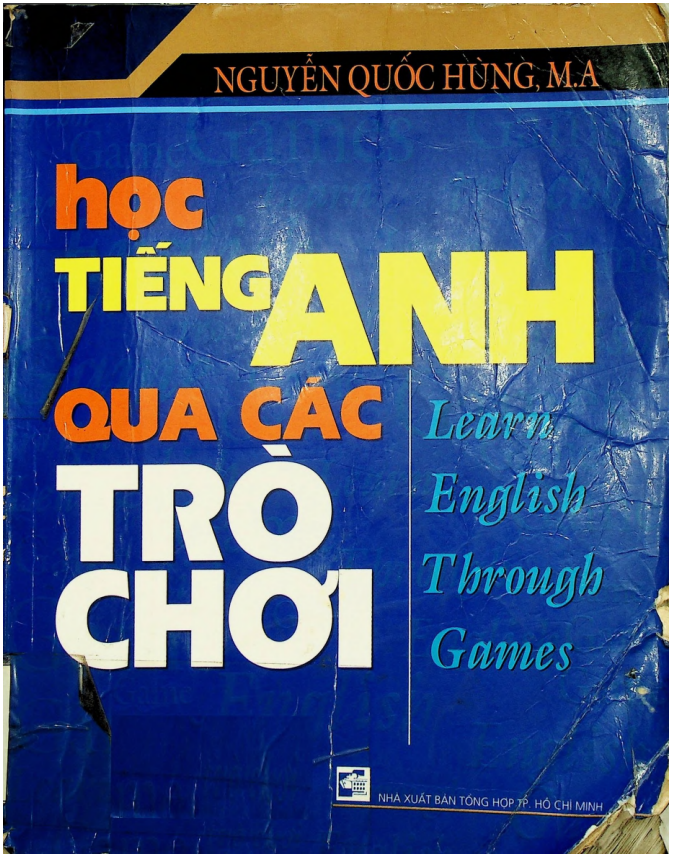 NGUYỄN QUỐC HÙNG, M.A
học
TIẾNG ANH
QUA CÁC
TRÒ
CHƠI
Learn
English
Through
Games
NHÀ XUẤT BẢN TỔNG HỢP TP. HỒ CHÍ MINH